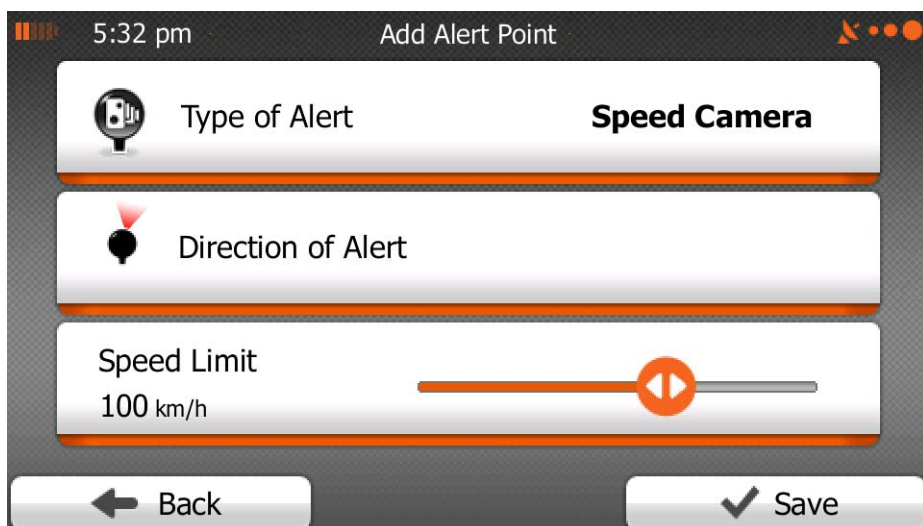 5:32 pm Add Alert Point
Type of Alert Speed Camera
Direction of Alert
Speed Limit
100 km/h
Back Save